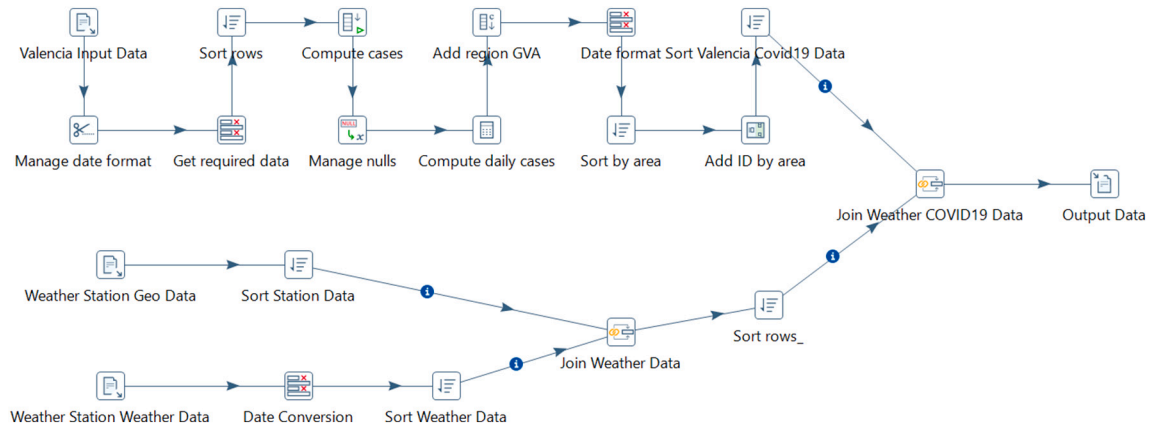 Valencia Input Data
Sort rows
Compute cases
Add region GVA
Date format
Sort Valencia Covid19 Data
Manage date format
Get required data
Manage nulls
Compute daily cases
Sort by area
Add ID by area
Join Weather COVID19 Data
Output Data
Weather Station Geo Data
Sort Station Data
Sort rows_
Join Weather Data
Weather Station Weather Data
Date Conversion
Sort Weather Data